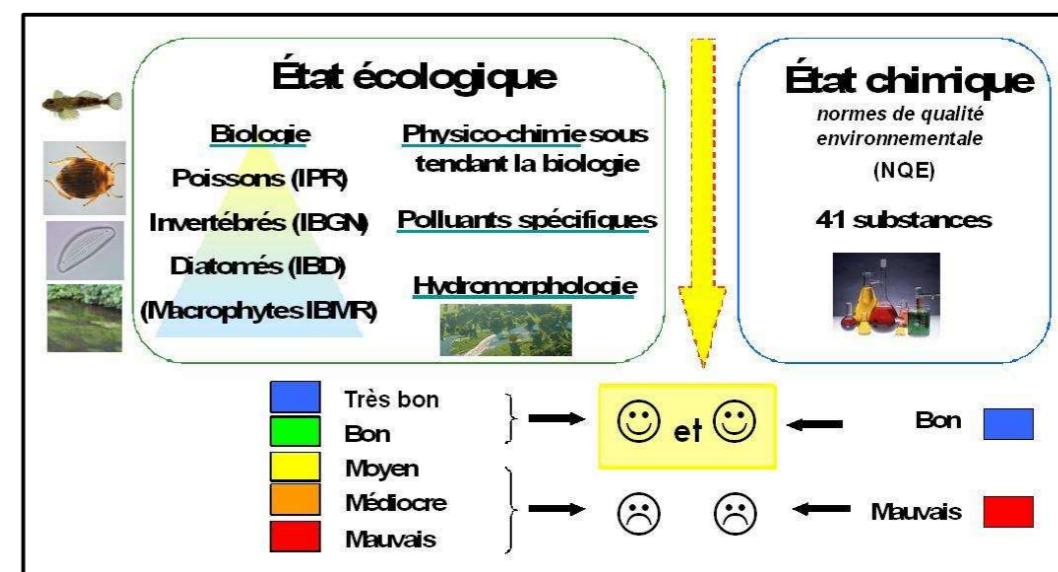 État écologique
Biologie
Poissons (IPR)
Invertébrés (IBGN)
Diatomés (IBD)
(Macrophytes IBMR)
Physico-chimie sous
tendant la biologie
Polluants spécifiques
Hydromorphologie
État chimique
normes de qualité
environnementale
(NQE)
41 substances
Très bon
Bon
Moyen
Médiocre
Mauvais
et
Bon
Mauvais